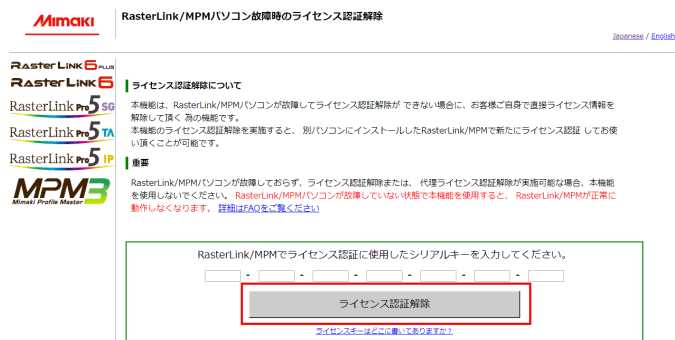 Mimaki
RasterLink/MPMパソコン故障時のライセンス認証解除
Japanese / English
RASTERLINK6PLUS
RASTERLINK6
RasterLink Pro5 SG
RasterLink Pro5 TA
RasterLink Pro5 IP
MPM3
Mimaki Profile Master
ライセンス認証解除について
本機能は、RasterLink/MPMパソコンが故障してライセンス認証解除が できない場合に、お客様ご自身で直接ライセンス情報を
解除して頂く 為の機能です。
本機能のライセンス認証解除を実施すると、 別パソコンにインストールしたRasterLink/MPMで新たにライセンス認証 してお使
い頂くことが可能です。
重要
RasterLink/MPMパソコンが故障しておらず、ライセンス認証解除または、 代理ライセンス認証解除が実施可能な場合、本機能
を使用しないでください。 RasterLink/MPMパソコンが故障していない状態で本機能を使用すると、 RasterLink/MPMが正常に
動作しなくなります。 詳細はFAQをご覧ください
RasterLink/MPMでライセンス認証に使用したシリアルキーを入力してください。
- - - - - -
ライセンス認証解除
ライセンスキーはどこに書いてありますか？